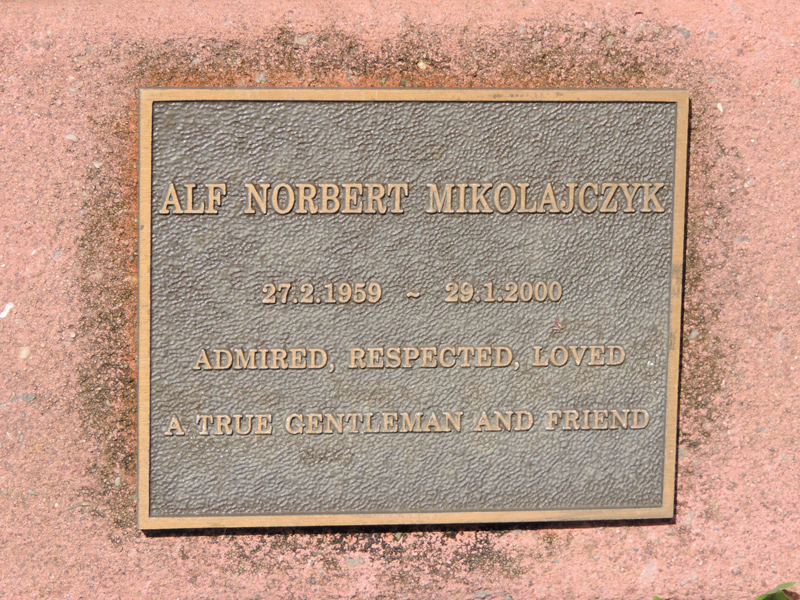 ALF NORBERT MIKOLAJCZYK
27.2.1959 ~ 29.1.2000
ADMIRED, RESPECTED, LOVED
A TRUE GENTLEMAN AND FRIEND